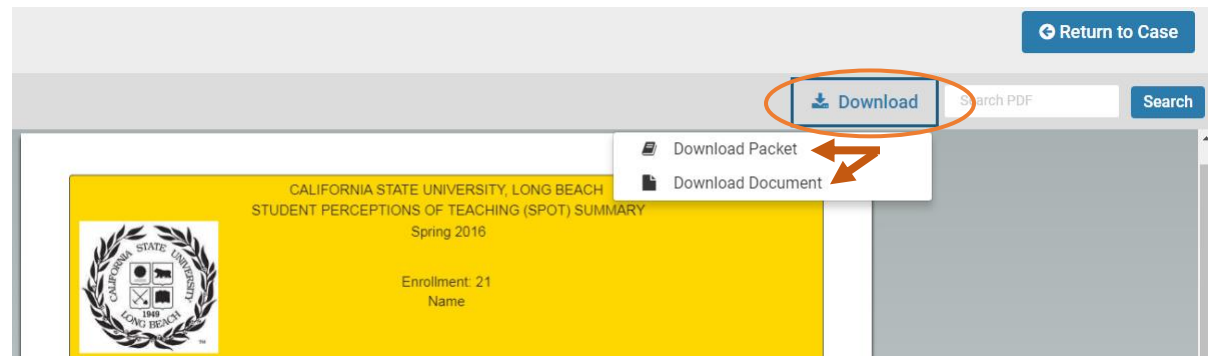 Return to Case
Download
Search PDF
Search
Download Packet
Download Document
CALIFORNIA STATE UNIVERSITY, LONG BEACH
STUDENT PERCEPTIONS OF TEACHING (SPOT) SUMMARY
Spring 2016
Enrollment: 21
Name
CALIFORNIA STATE UNIVERSITY
1949
LONG BEACH
TM